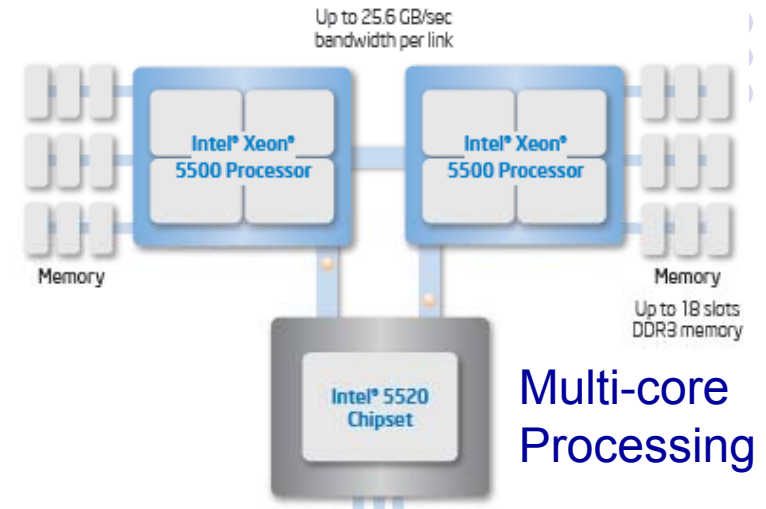 Up to 25.6 GB/sec
bandwidth per link
Intel® Xeon®
5500 Processor
Intel® Xeon®
5500 Processor
Memory
Memory
Up to 18 slots
DDR3 memory
Intel® 5520
Chipset
Multi-core
Processing